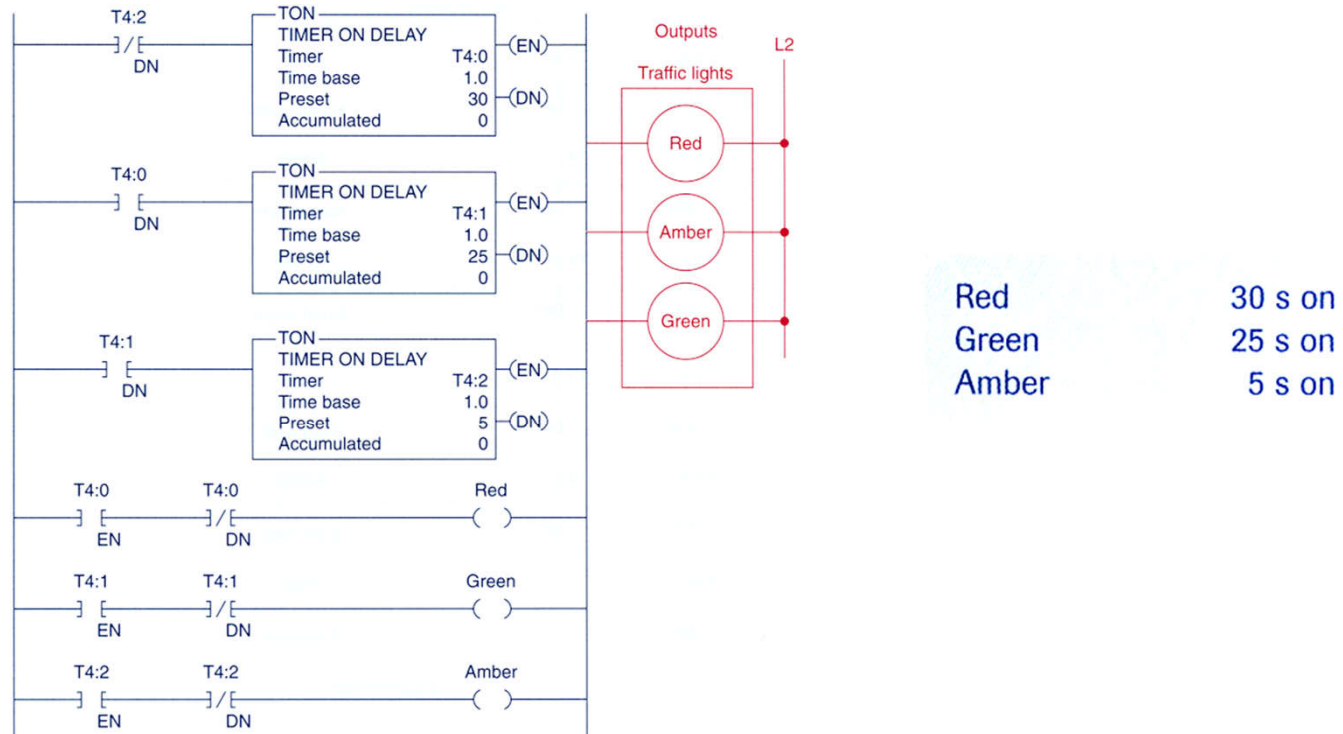 T4:2
DN
TON
TIMER ON DELAY
Timer T4:0
Time base 1.0
Preset 30
Accumulated 0
(EN)
(DN)
T4:0
DN
TON
TIMER ON DELAY
Timer T4:1
Time base 1.0
Preset 25
Accumulated 0
(EN)
(DN)
T4:1
DN
TON
TIMER ON DELAY
Timer T4:2
Time base 1.0
Preset 5
Accumulated 0
(EN)
(DN)
T4:0 T4:0 Red
EN DN
T4:1 T4:1 Green
EN DN
T4:2 T4:2 Amber
EN DN
Outputs
L2
Traffic lights
Red
Amber
Green
Red 30 s on
Green 25 s on
Amber 5 s on